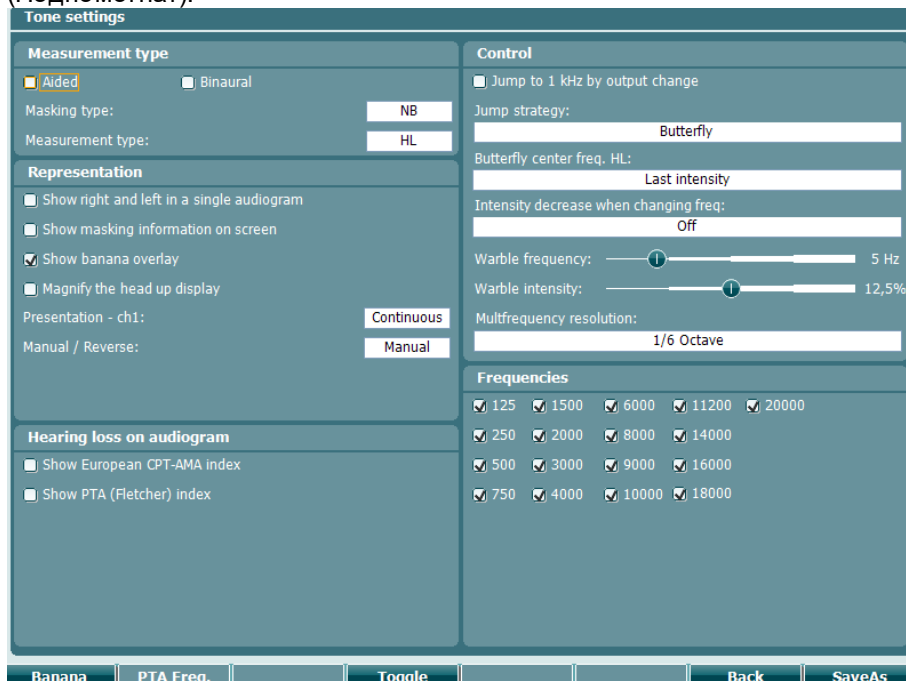 Tone settings
Measurement type
Aided
Binaural
Masking type:
NB
Measurement type:
HL
Representation
Show right and left in a single audiogram
Show masking information on screen
Show banana overlay
Magnify the head up display
Presentation - ch1:
Continuous
Manual / Reverse:
Manual
Hearing loss on audiogram
Show European CPT-AMA index
Show PTA (Fletcher) index
Control
Jump to 1 kHz by output change
Jump strategy:
Butterfly
Butterfly center freq. HL:
Last intensity
Intensity decrease when changing freq:
Off
Warble frequency:
5 Hz
Warble intensity:
12,5%
Multfrequency resolution:
1/6 Octave
Frequencies
125 1500 6000 11200 20000
250 2000 8000 14000
500 3000 9000 16000
750 4000 10000 18000
Banana PTA Freq. Toggle Back SaveAs